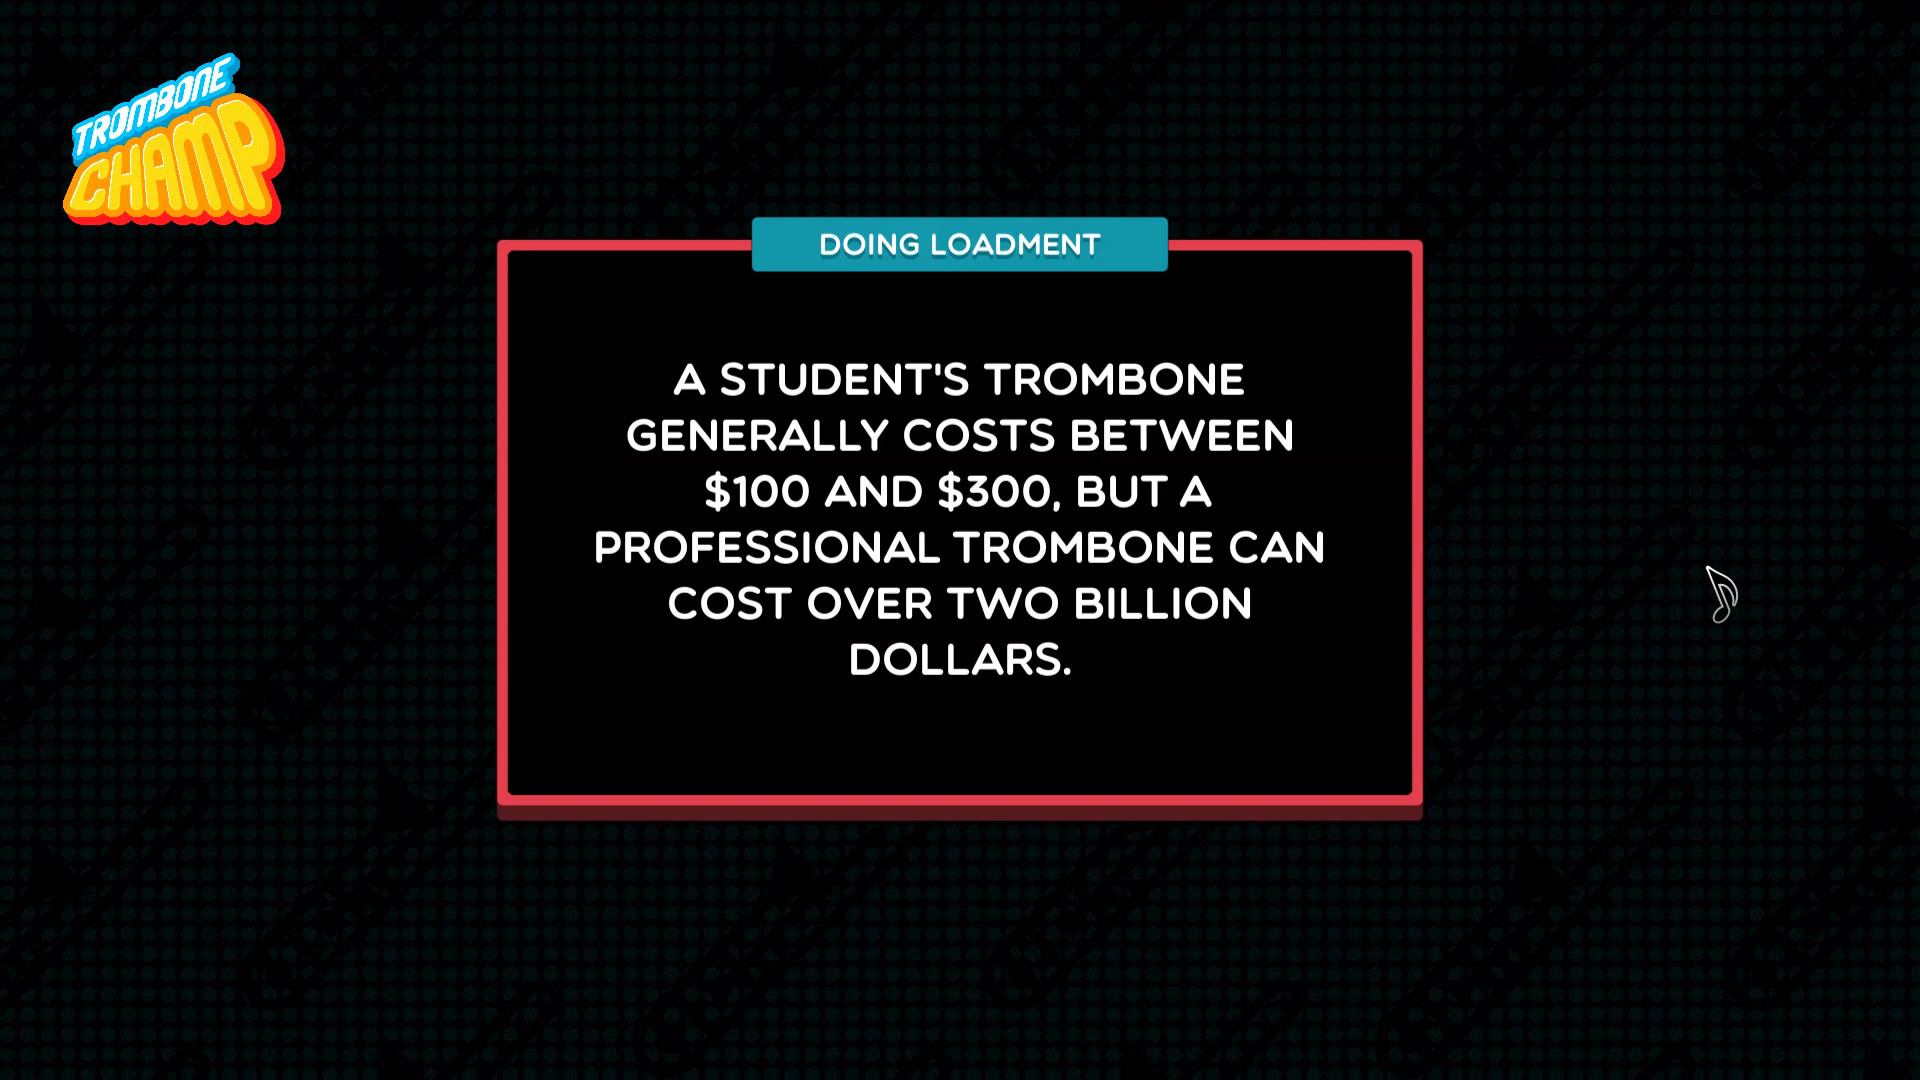 TROMBONE
CHAMP
DOING LOADMENT
A STUDENT'S TROMBONE
GENERALLY COSTS BETWEEN
$100 AND $300, BUT A
PROFESSIONAL TROMBONE CAN
COST OVER TWO BILLION
DOLLARS.